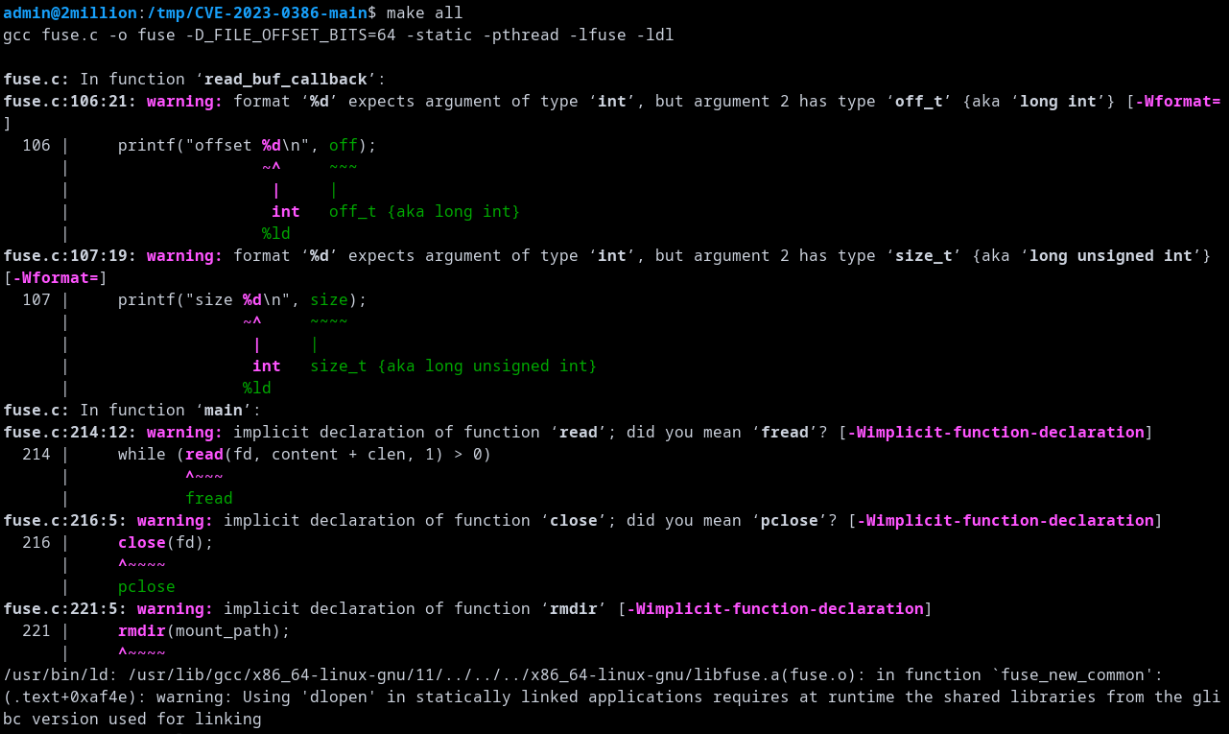 admin@2million:/tmp/CVE-2023-0386-main$ make all
gcc fuse.c -o fuse -D_FILE_OFFSET_BITS=64 -static -pthread -lfuse -ldl
fuse.c: In function ‘read_buf_callback’:
fuse.c:106:21: warning: format ‘%d’ expects argument of type ‘int’, but argument 2 has type ‘off_t’ {aka ‘long int’} [-Wformat=
]
  106 |     printf("offset %d\n", off);
      |                    ~^     ~~~
      |                     |     |
      |                     int   off_t {aka long int}
      |                    %ld
fuse.c:107:19: warning: format ‘%d’ expects argument of type ‘int’, but argument 2 has type ‘size_t’ {aka ‘long unsigned int’}
[-Wformat=]
  107 |     printf("size %d\n", size);
      |                  ~^     ~~~~
      |                   |     |
      |                   int   size_t {aka long unsigned int}
      |                  %ld
fuse.c: In function ‘main’:
fuse.c:214:12: warning: implicit declaration of function ‘read’; did you mean ‘fread’? [-Wimplicit-function-declaration]
  214 |     while (read(fd, content + clen, 1) > 0)
      |            ^~~~
      |            fread
fuse.c:216:5: warning: implicit declaration of function ‘close’; did you mean ‘pclose’? [-Wimplicit-function-declaration]
  216 |     close(fd);
      |     ^~~~~
      |     pclose
fuse.c:221:5: warning: implicit declaration of function ‘rmdir’ [-Wimplicit-function-declaration]
  221 |     rmdir(mount_path);
      |     ^~~~~
/usr/bin/ld: /usr/lib/gcc/x86_64-linux-gnu/11/../../../x86_64-linux-gnu/libfuse.a(fuse.o): in function `fuse_new_common':
(.text+0xaf4e): warning: Using 'dlopen' in statically linked applications requires at runtime the shared libraries from the gli
bc version used for linking